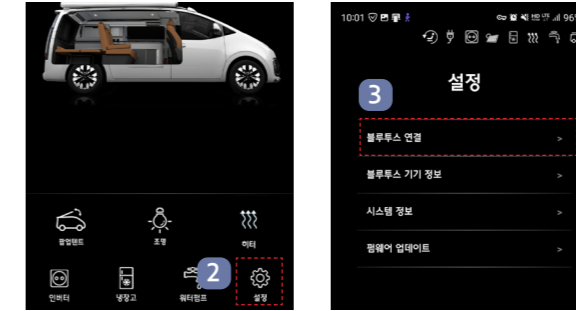 팝업텐트
조명
히터
인버터
냉장고
워터펌프
2
설정
10:01
96%
3
설정
블루투스 연결 >
블루투스 기기 정보 >
시스템 정보 >
펌웨어 업데이트 >